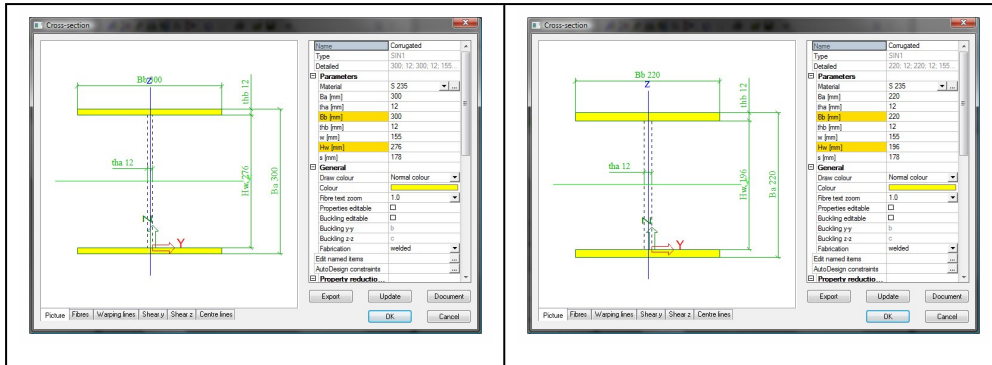 Cross-section
Bb 300
Z
thb 12
tha 12
Hw 276
Ba 300
Z
Y
Picture Fibres Warping lines Shear y Shear z Centre lines
Name Corrugated
Type SIN1
Detailed 300; 12; 300; 12; 155...
Parameters
Material S 235 ...
Ba [mm] 300
tha [mm] 12
Bb [mm] 300
thb [mm] 12
w [mm] 155
Hw [mm] 276
s [mm] 178
General
Draw colour Normal colour
Colour
Fibre text zoom 1.0
Properties editable
Buckling editable
Buckling y-y b
Buckling z-z c
Fabrication welded
Edit named items ...
AutoDesign constraints ...
Property reductio...
Export Update Document
OK Cancel
Cross-section
Bb 220
Z
thb 12
tha 12
Hw 196
Ba 220
Z
Y
Picture Fibres Warping lines Shear y Shear z Centre lines
Name Corrugated
Type SIN1
Detailed 220; 12; 220; 12; 155...
Parameters
Material S 235 ...
Ba [mm] 220
tha [mm] 12
Bb [mm] 220
thb [mm] 12
w [mm] 155
Hw [mm] 196
s [mm] 178
General
Draw colour Normal colour
Colour
Fibre text zoom 1.0
Properties editable
Buckling editable
Buckling y-y b
Buckling z-z c
Fabrication welded
Edit named items ...
AutoDesign constraints ...
Property reductio...
Export Update Document
OK Cancel